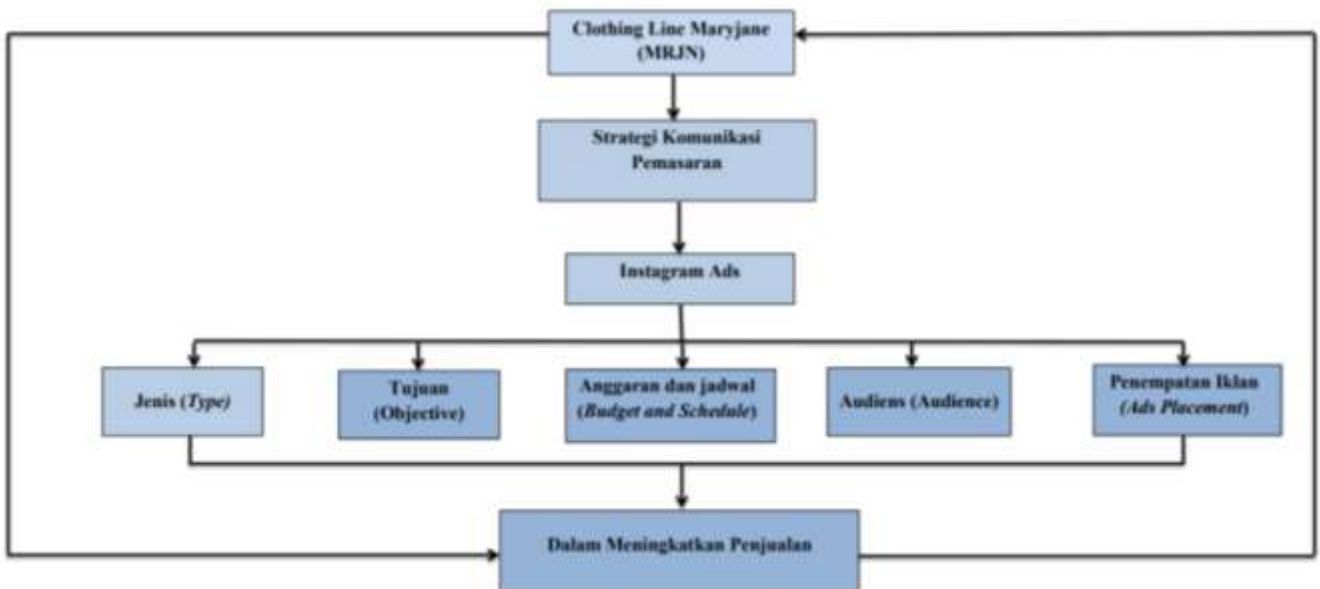 Clothing Line Maryjane
(MRJN)
Strategi Komunikasi
Pemasaran
Instagram Ads
Jenis (Type)
Tujuan
(Objective)
Anggaran dan jadwal
(Budget and Schedule)
Audiens (Audience)
Penempatan Iklan
(Ads Placement)
Dalam Meningkatkan Penjualan